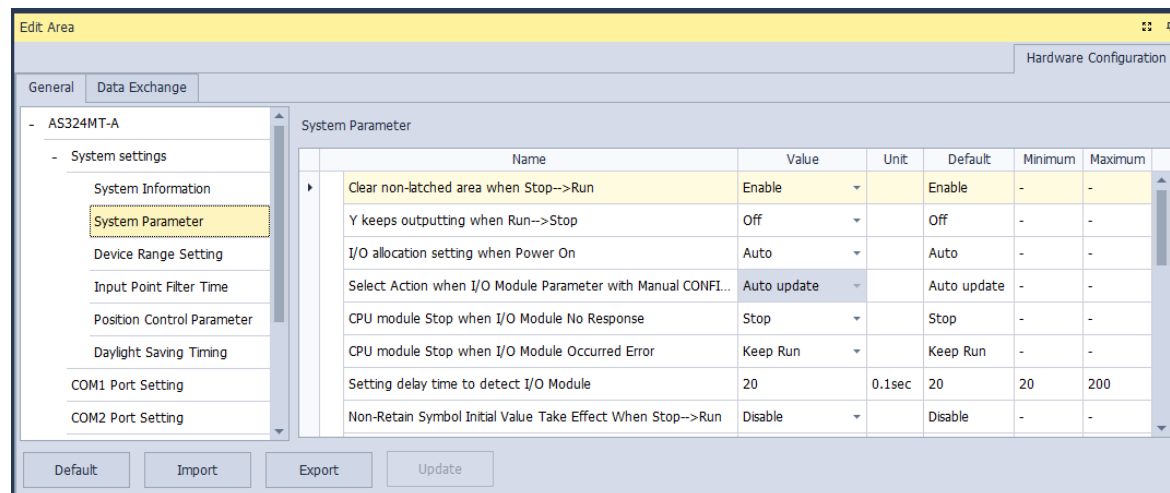 Edit Area
Hardware Configuration
General Data Exchange
- AS324MT-A
- System settings
System Information
System Parameter
Device Range Setting
Input Point Filter Time
Position Control Parameter
Daylight Saving Timing
COM1 Port Setting
COM2 Port Setting
System Parameter
Name Value Unit Default Minimum Maximum
Clear non-latched area when Stop-->Run Enable Enable - -
Y keeps outputting when Run-->Stop Off Off - -
I/O allocation setting when Power On Auto Auto - -
Select Action when I/O Module Parameter with Manual CONFI... Auto update Auto update - -
CPU module Stop when I/O Module No Response Stop Stop - -
CPU module Stop when I/O Module Occurred Error Keep Run Keep Run - -
Setting delay time to detect I/O Module 20 0.1sec 20 20 200
Non-Retain Symbol Initial Value Take Effect When Stop-->Run Disable Disable - -
Default Import Export Update